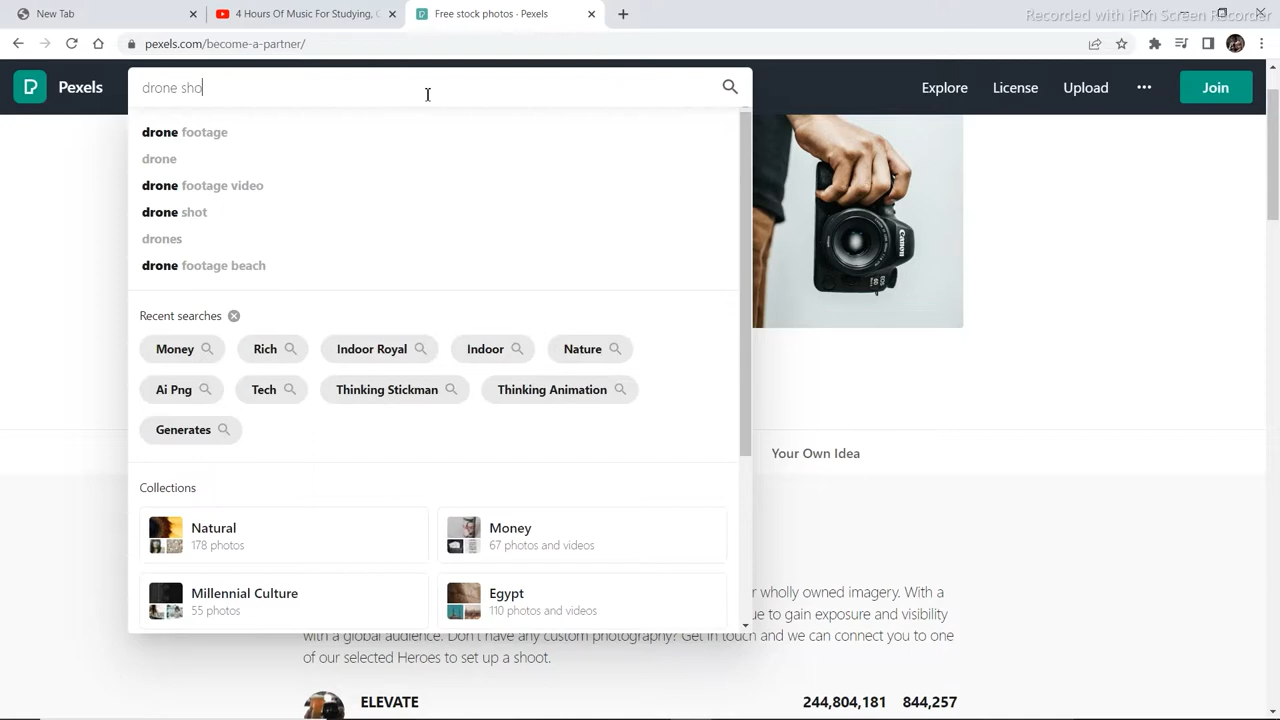 New Tab
4 Hours Of Music For Studying, C
Free stock photos - Pexels
Recorded with iFun Screen Recorder
pexels.com/become-a-partner/
Pexels
drone sho
Explore
License
Upload
Join
drone footage
drone
drone footage video
drone shot
drones
drone footage beach
Canon
Recent searches
Money
Rich
Indoor Royal
Indoor
Nature
Ai Png
Tech
Thinking Stickman
Thinking Animation
Generates
Your Own Idea
Collections
Natural
178 photos
Money
67 photos and videos
Millennial Culture
55 photos
Egypt
110 photos and videos
r wholly owned imagery. With a
ue to gain exposure and visibility
with a global audience. Don't have any custom photography? Get in touch and we can connect you to one
of our selected Heroes to set up a shoot.
ELEVATE
244,804,181
844,257